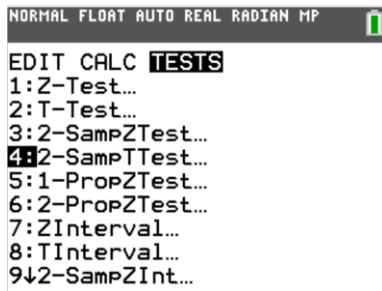 NORMAL FLOAT AUTO REAL RADIAN MP
EDIT CALC TESTS
1:Z-Test…
2:T-Test…
3:2-SampZTest…
4:2-SampTTest…
5:1-PropZTest…
6:2-PropZTest…
7:ZInterval…
8:TInterval…
9↓2-SampZInt…